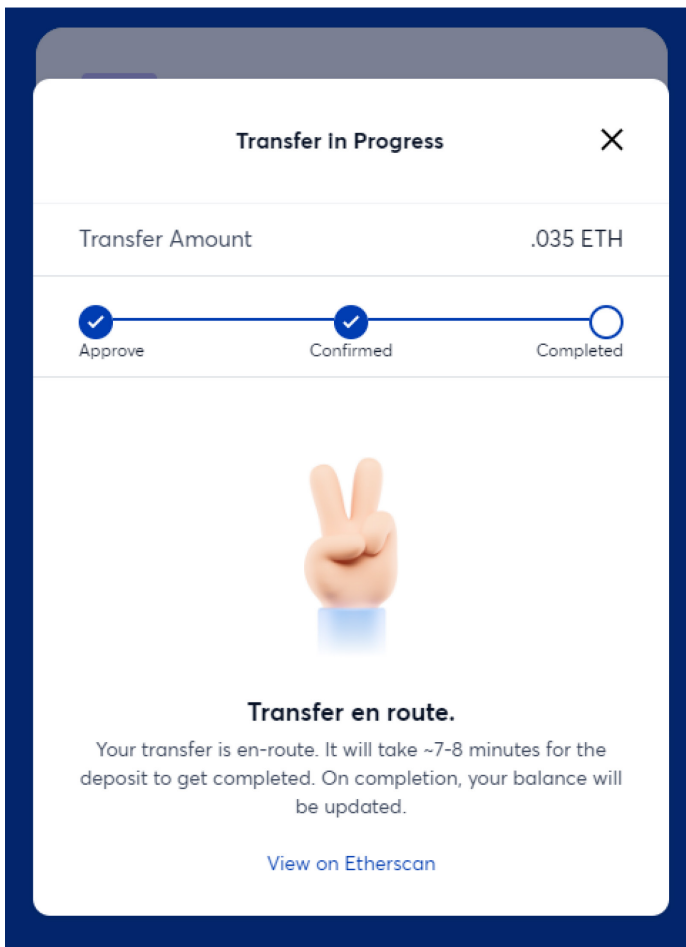 Transfer in Progress
Transfer Amount .035 ETH
Approve Confirmed Completed
Transfer en route.
Your transfer is en-route. It will take ~7-8 minutes for the
deposit to get completed. On completion, your balance will
be updated.
View on Etherscan